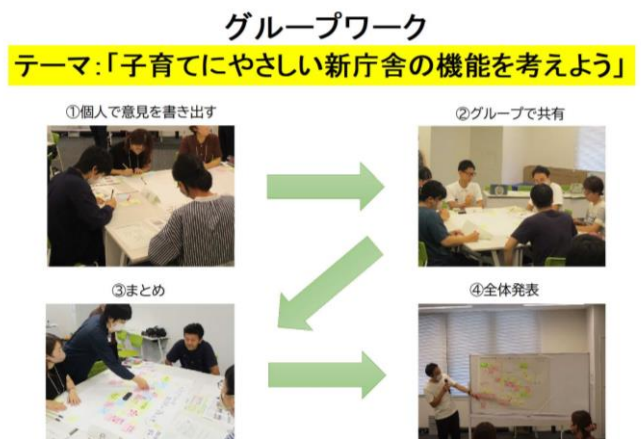 グループワーク
テーマ:「子育てにやさしい新庁舎の機能を考えよう」
①個人で意見を書き出す
②グループで共有
③まとめ
④全体発表